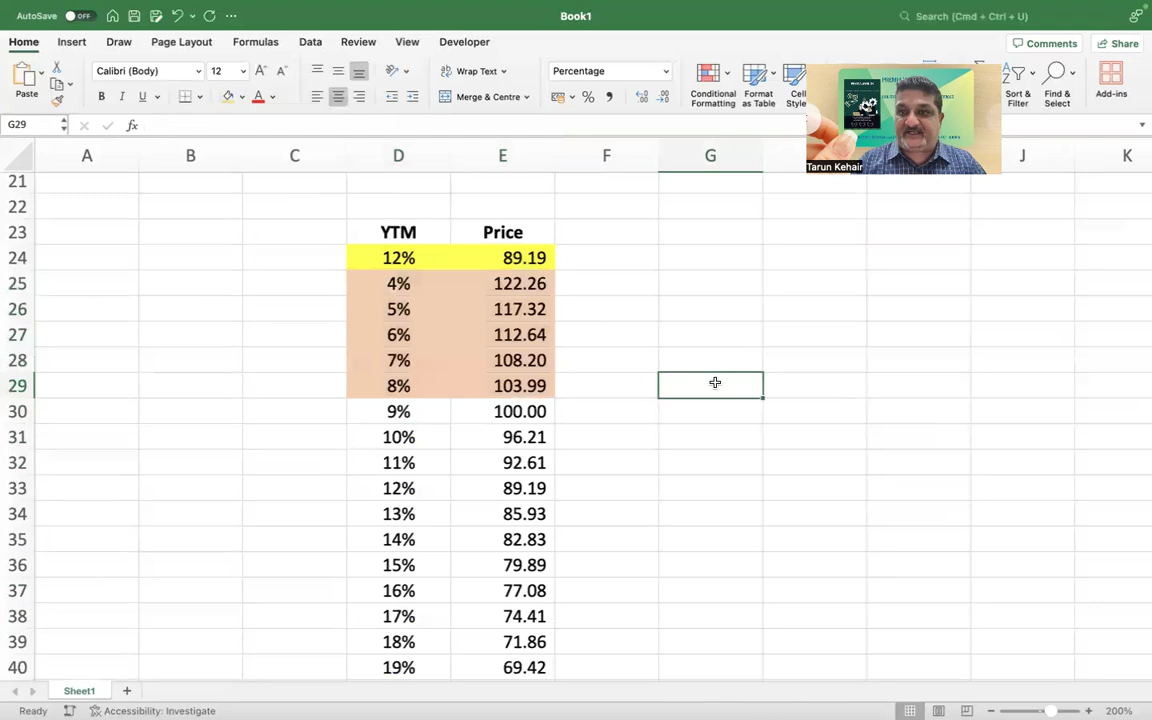 AutoSave OFF Book1 Search (Cmd + Ctrl + U)
Home Insert Draw Page Layout Formulas Data Review View Developer Comments Share
Paste Calibri (Body) 12 Wrap Text Percentage
B I U A Merge & Centre % Conditional Formatting Format as Table Cell Styles Sort & Filter Find & Select Add-ins
Tarun Kehair
G29 fx
A B C D E F G J K
21
22
23 YTM Price
24 12% 89.19
25 4% 122.26
26 5% 117.32
27 6% 112.64
28 7% 108.20
29 8% 103.99
30 9% 100.00
31 10% 96.21
32 11% 92.61
33 12% 89.19
34 13% 85.93
35 14% 82.83
36 15% 79.89
37 16% 77.08
38 17% 74.41
39 18% 71.86
40 19% 69.42
Sheet1
Ready Accessibility: Investigate 200%